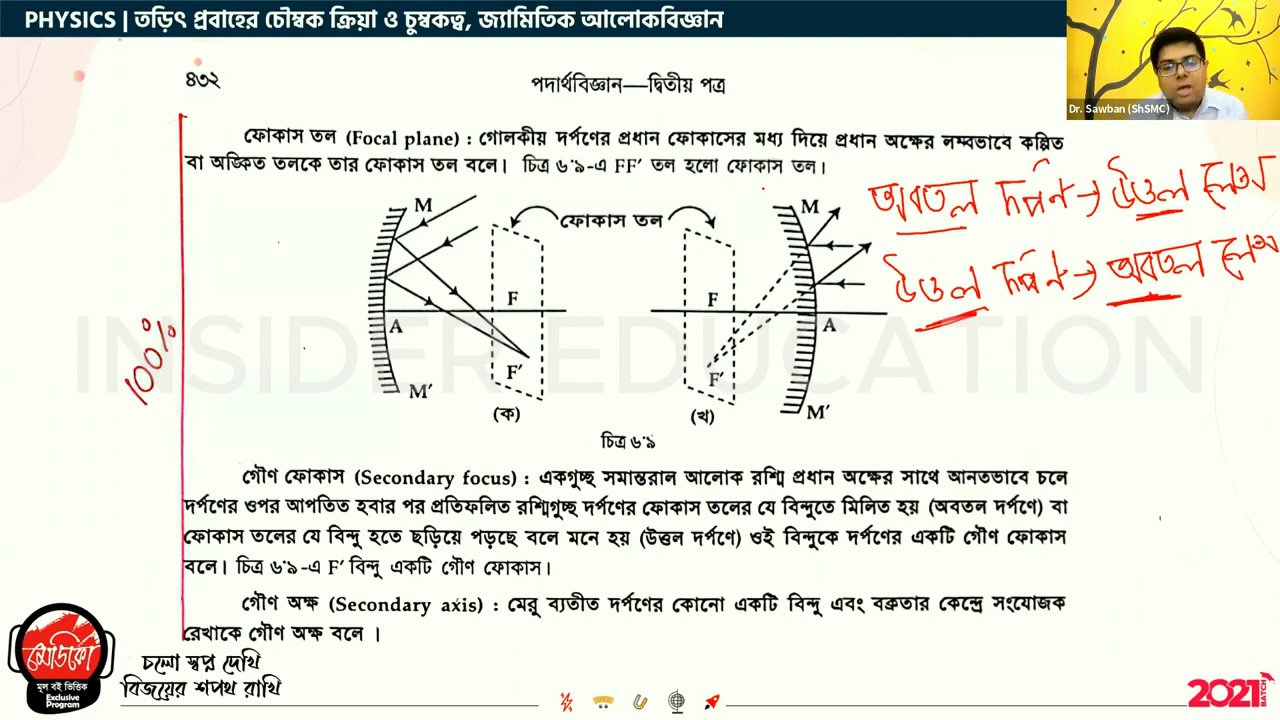 PHYSICS | তড়িৎ প্রবাহের চৌম্বক ক্রিয়া ও চুম্বকত্ব, জ্যামিতিক আলোকবিজ্ঞান
Dr. Sawban (ShSMC)
৪৩২
পদার্থবিজ্ঞান—দ্বিতীয় পত্র
ফোকাস তল (Focal plane) : গোলকীয় দর্পণের প্রধান ফোকাসের মধ্য দিয়ে প্রধান অক্ষের লম্বভাবে কল্পিত
বা অঙ্কিত তলকে তার ফোকাস তল বলে। চিত্র ৬·৯-এ FF′ তল হলো ফোকাস তল।
অবতল দর্পণ → উত্তল লেন্স
উত্তল দর্পণ → অবতল লেন্স
M ফোকাস তল M
F F
A A
F′ F′
M′ M′
(ক) (খ)
চিত্র ৬·৯
100%
INSIDER EDUCATION
গৌণ ফোকাস (Secondary focus) : একগুচ্ছ সমান্তরাল আলোক রশ্মি প্রধান অক্ষের সাথে আনতভাবে চলে
দর্পণের ওপর আপতিত হবার পর প্রতিফলিত রশ্মিগুচ্ছ দর্পণের ফোকাস তলের যে বিন্দুতে মিলিত হয় (অবতল দর্পণে) বা
ফোকাস তলের যে বিন্দু হতে ছড়িয়ে পড়ছে বলে মনে হয় (উত্তল দর্পণে) ওই বিন্দুকে দর্পণের একটি গৌণ ফোকাস
বলে। চিত্র ৬·৯-এ F′ বিন্দু একটি গৌণ ফোকাস।
গৌণ অক্ষ (Secondary axis) : মেরু ব্যতীত দর্পণের কোনো একটি বিন্দু এবং বক্রতার কেন্দ্রে সংযোজক
রেখাকে গৌণ অক্ষ বলে ।
মেডিকো
মূল বই ভিত্তিক
Exclusive
Program
চলো স্বপ্ন দেখি
বিজয়ের শপথ রাখি
2021 BATCH